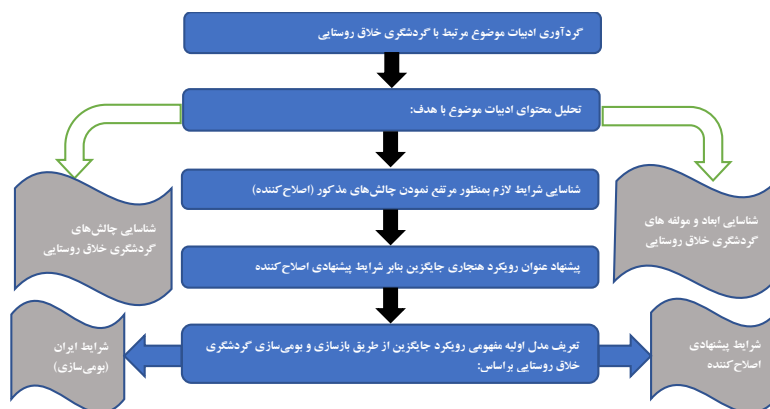 گردآوری ادبیات موضوع مرتبط با گردشگری خلاق روستایی
تحلیل محتوای ادبیات موضوع با هدف:
شناسایی ابعاد و مولفه های
گردشگری خلاق روستایی
شناسایی چالش‌های
گردشگری خلاق روستایی
شناسایی شرایط لازم بمنظور مرتفع نمودن چالش‌های مذکور (اصلاح‌کننده)
پیشنهاد عنوان رویکرد هنجاری جایگزین بنابر شرایط پیشنهادی اصلاح‌کننده
تعریف مدل اولیه مفهومی رویکرد جایگزین از طریق بازسازی و بومی‌سازی گردشگری
خلاق روستایی براساس:
شرایط پیشنهادی
اصلاح‌کننده
شرایط ایران
(بومی‌سازی)